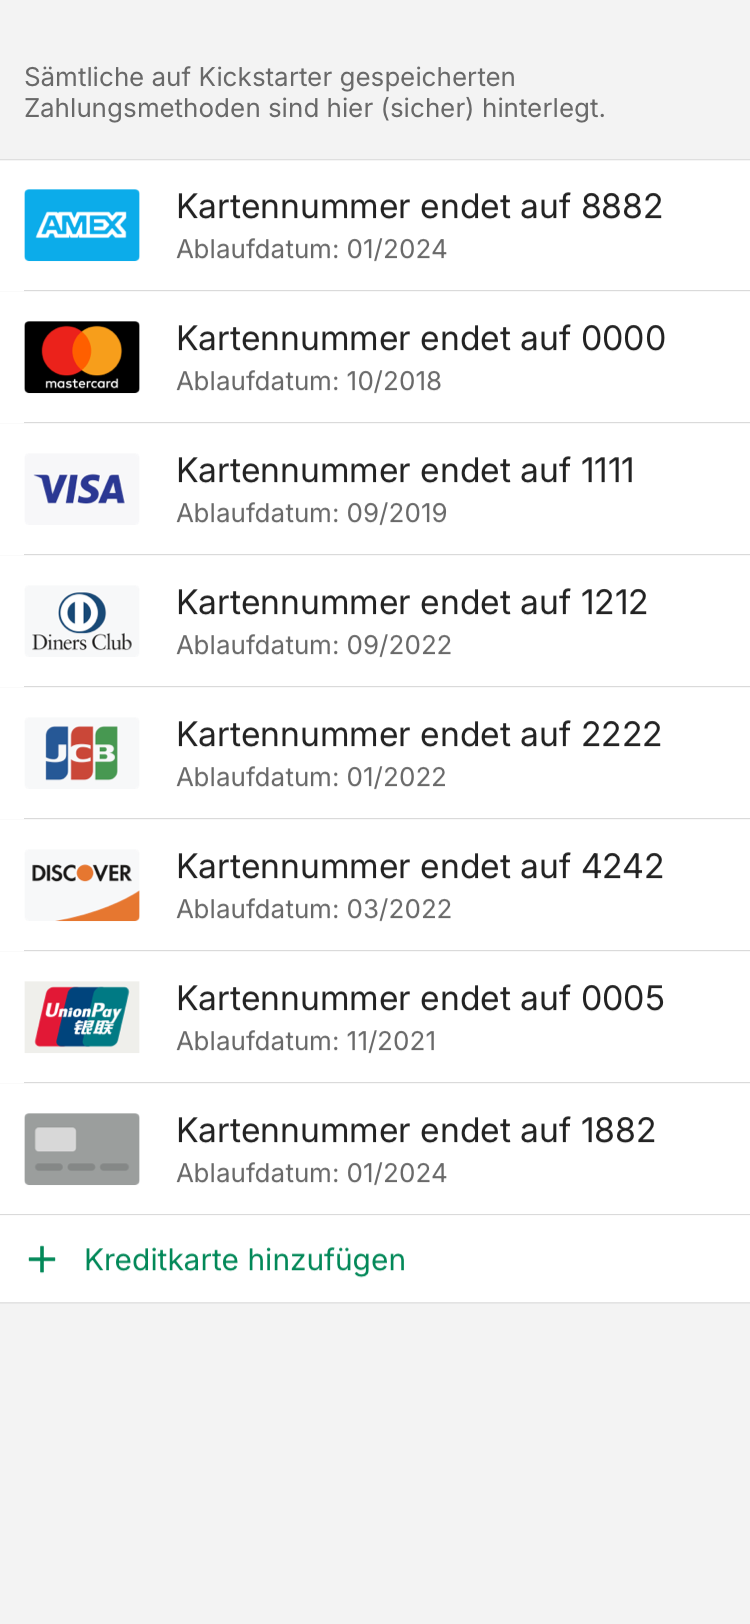 Sämtliche auf Kickstarter gespeicherten
Zahlungsmethoden sind hier (sicher) hinterlegt.
AMEX
Kartennummer endet auf 8882
Ablaufdatum: 01/2024
mastercard
Kartennummer endet auf 0000
Ablaufdatum: 10/2018
VISA
Kartennummer endet auf 1111
Ablaufdatum: 09/2019
Diners Club
Kartennummer endet auf 1212
Ablaufdatum: 09/2022
JCB
Kartennummer endet auf 2222
Ablaufdatum: 01/2022
DISCOVER
Kartennummer endet auf 4242
Ablaufdatum: 03/2022
UnionPay
银联
Kartennummer endet auf 0005
Ablaufdatum: 11/2021
Kartennummer endet auf 1882
Ablaufdatum: 01/2024
+ Kreditkarte hinzufügen